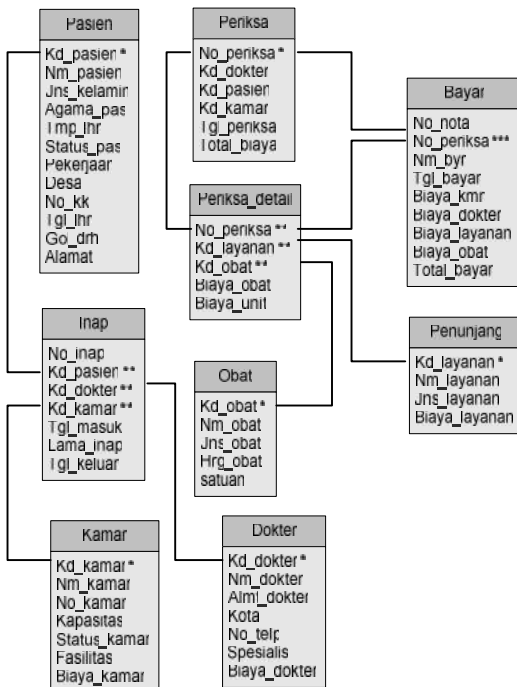 Pasien
Kd_pasien *
Nm_pasien
Jns_kelamin
Agama_pas
Tmp_lhr
Status_pas
Pekerjaan
Desa
No_kk
Tgl_lhr
Gol_drh
Alamat
Periksa
No_periksa *
Kd_dokter
Kd_pasien
Kd_kamar
Tgl_periksa
Total_biaya
Bayar
No_nota
No_periksa ***
Nm_byr
Tgl_bayar
Biaya_kmr
Biaya_dokter
Biaya_layanan
Biaya_obat
Total_bayar
Periksa_detail
No_periksa **
Kd_layanan **
Kd_obat **
Biaya_obat
Biaya_unit
Inap
No_inap
Kd_pasien **
Kd_dokter **
Kd_kamar **
Tgl_masuk
Lama_inap
Tgl_keluar
Obat
Kd_obat *
Nm_obat
Jns_obat
Hrg_obat
satuan
Penunjang
Kd_layanan *
Nm_layanan
Jns_layanan
Biaya_layanan
Kamar
Kd_kamar *
Nm_kamar
No_kamar
Kapasitas
Status_kamar
Fasilitas
Biaya_kamar
Dokter
Kd_dokter *
Nm_dokter
Almt_dokter
Kota
No_telp
Spesialis
Biaya_dokter